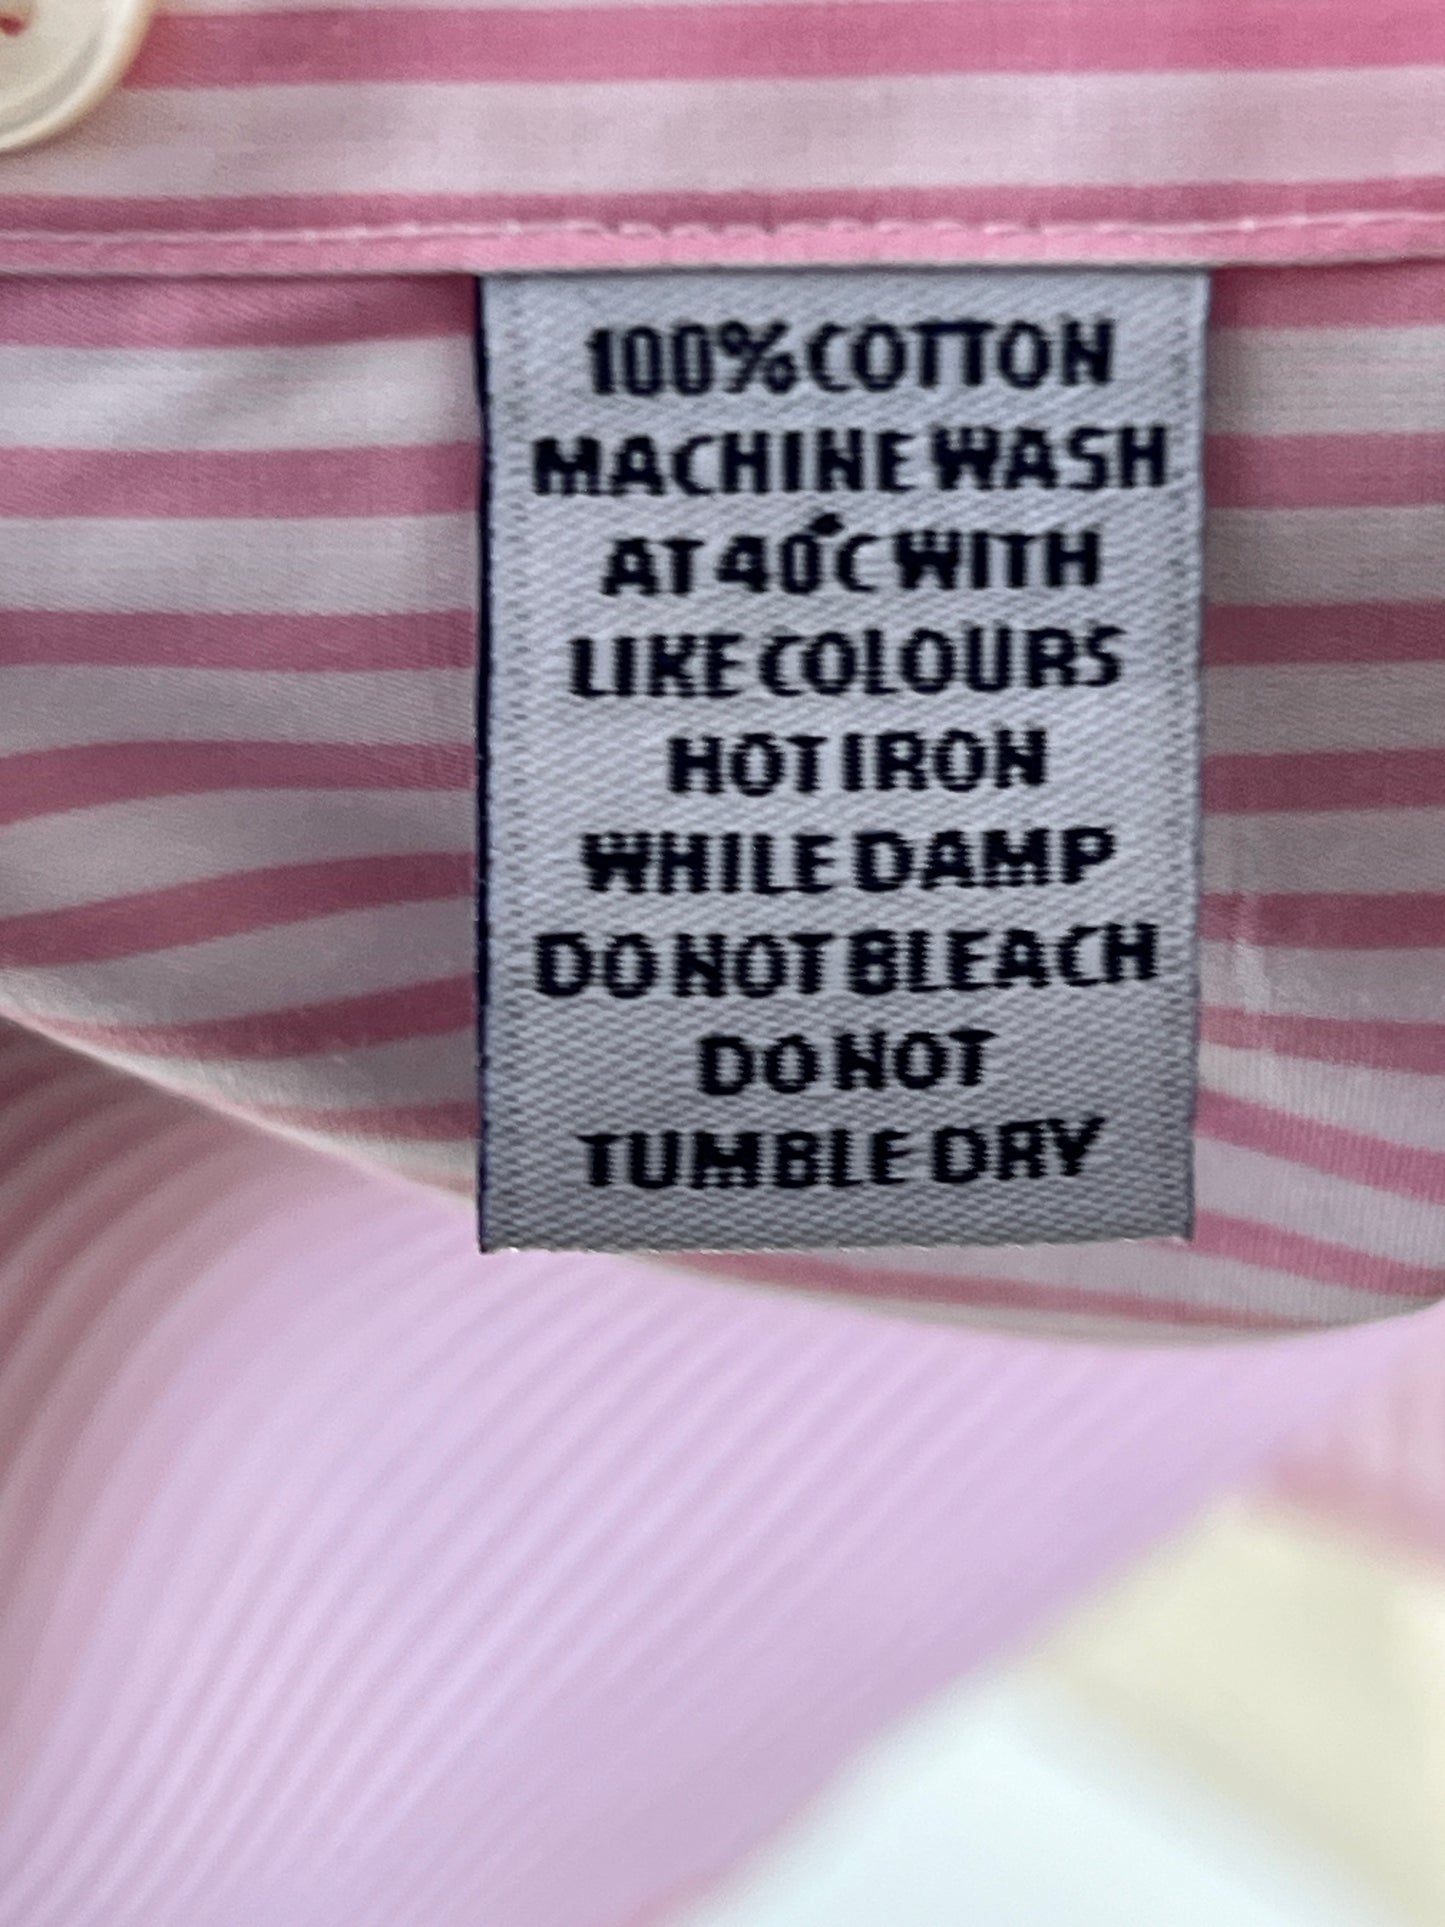 100% COTTON
MACHINE WASH
AT 40°C WITH
LIKE COLOURS
HOT IRON
WHILE DAMP
DO NOT BLEACH
DO NOT
TUMBLE DRY